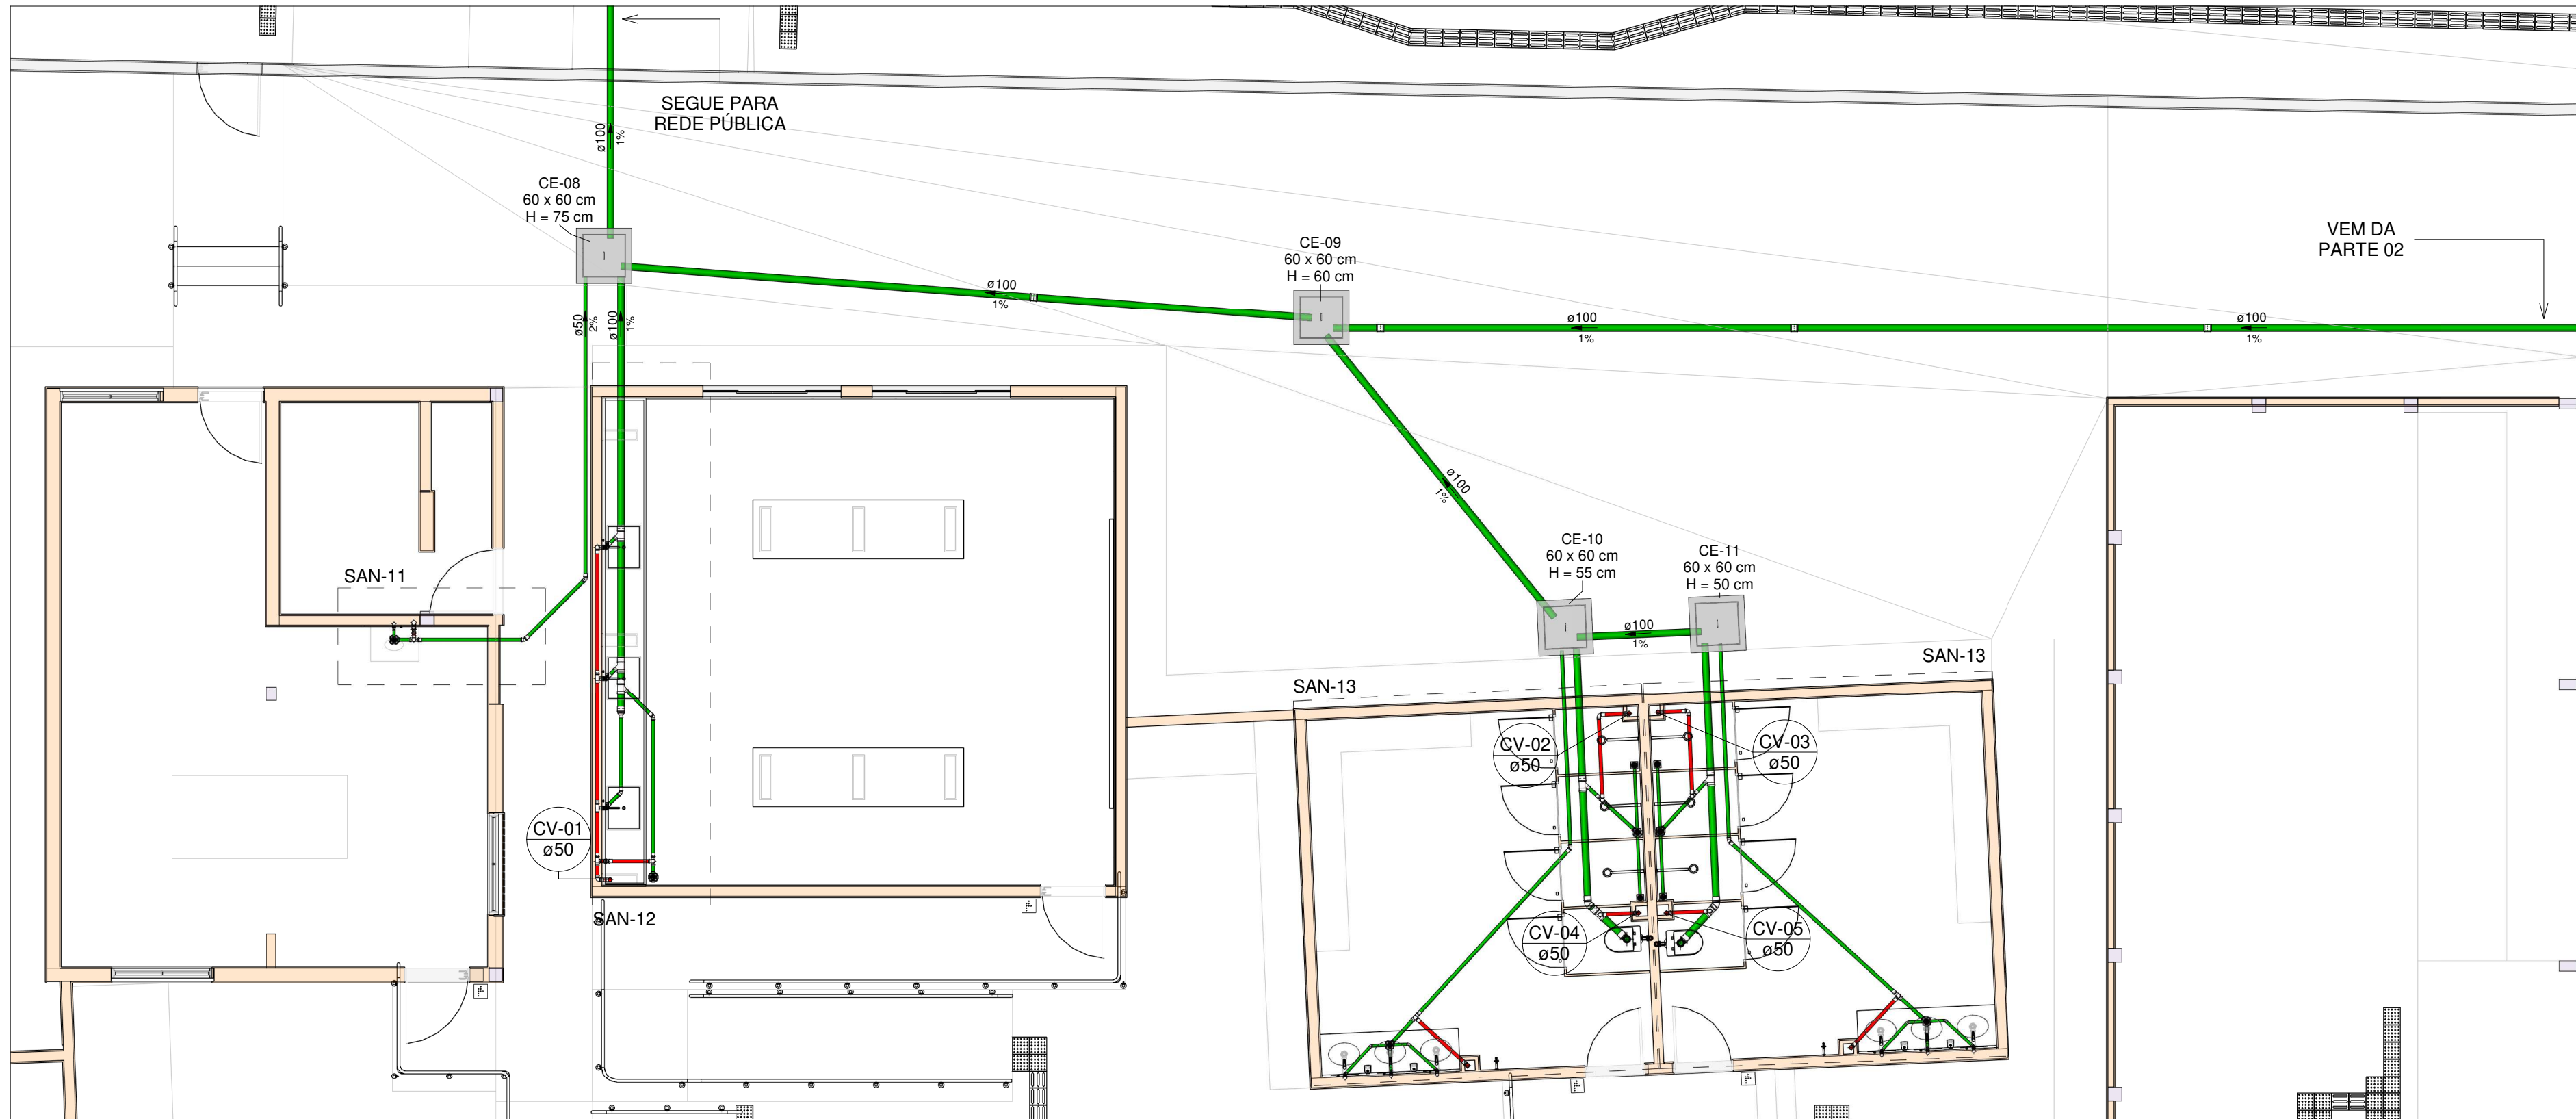 SEGUE PARA
REDE PÚBLICA
ø100
1%
CE-08
60 x 60 cm
H = 75 cm
CE-09
60 x 60 cm
H = 60 cm
VEM DA
PARTE 02
ø100
1%
ø100
1%
ø100
1%
ø50
2%
ø100
1%
ø100
1%
CE-10
60 x 60 cm
H = 55 cm
CE-11
60 x 60 cm
H = 50 cm
ø100
1%
SAN-11
SAN-13
SAN-13
CV-02
ø50
CV-03
ø50
CV-01
ø50
SAN-12
CV-04
ø50
CV-05
ø50